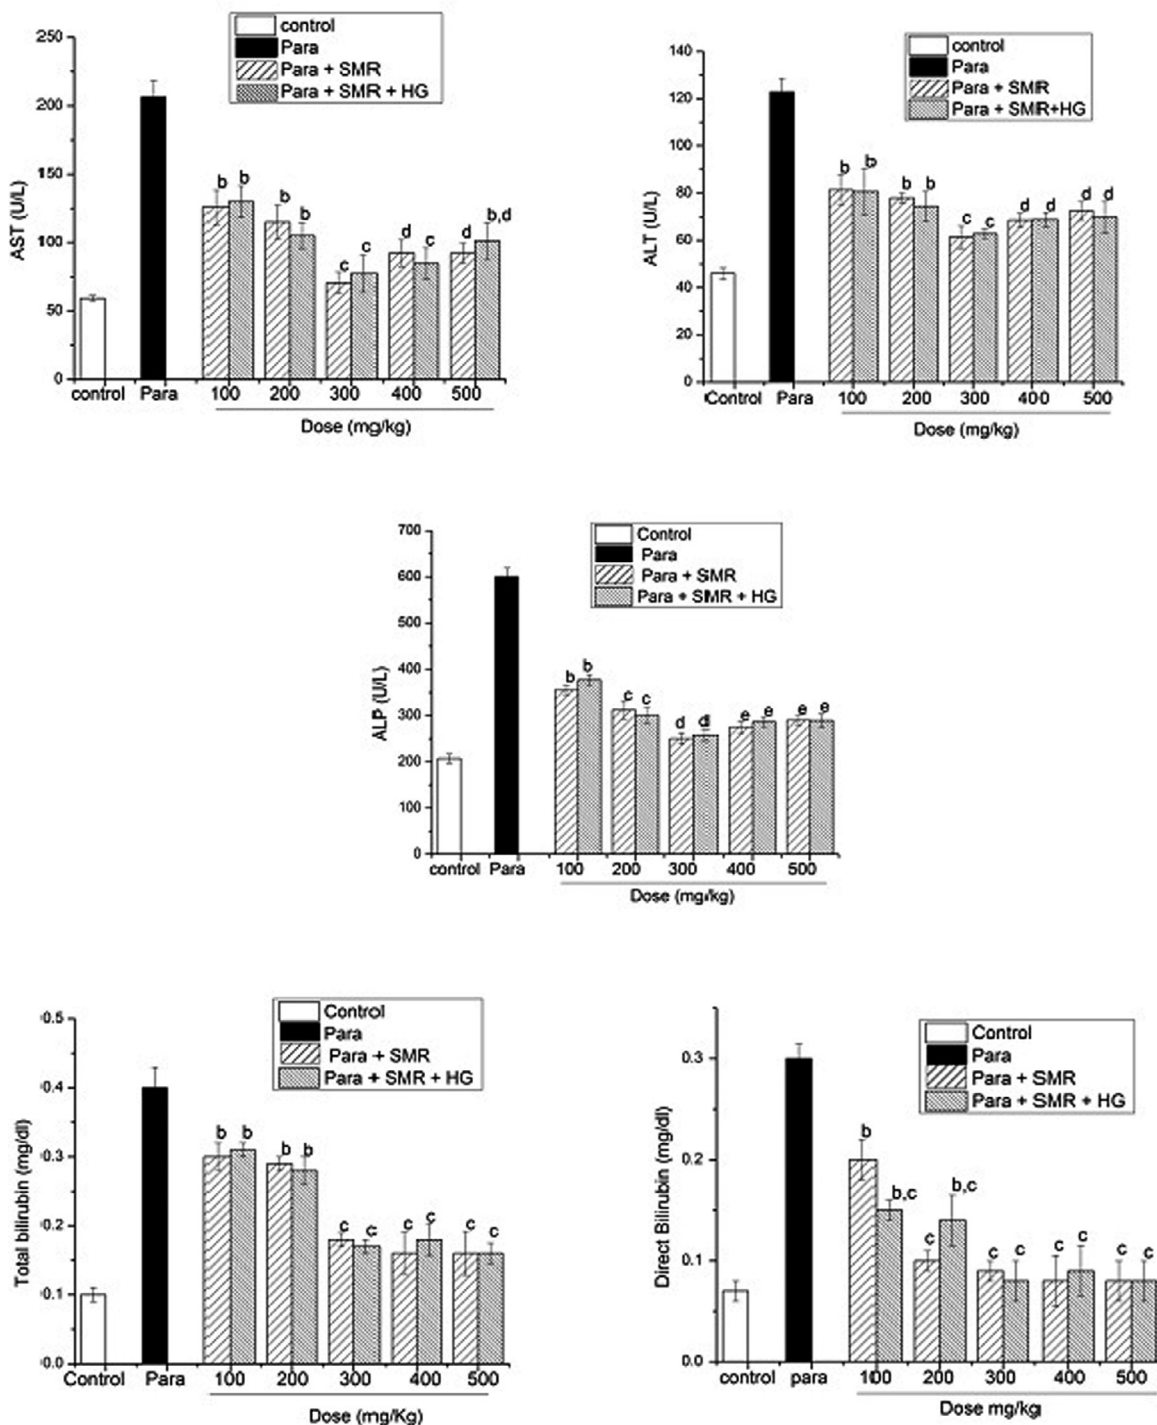 control
Para
Para + SMR
Para + SMR + HG
250
200
150
100
50
0
AST (U/L)
b b b b c c d c d b,d
control Para 100 200 300 400 500
Dose (mg/kg)
control
Para
Para + SMR
Para + SMR+HG
140
120
100
80
60
40
20
0
ALT (U/L)
b b b b c c d d d d
Control Para 100 200 300 400 500
Dose (mg/kg)
Control
Para
Para + SMR
Para + SMR + HG
700
600
500
400
300
200
100
0
ALP (U/L)
b b c c d d e e e e
control Para 100 200 300 400 500
Dose (mg/kg)
Control
Para
Para + SMR
Para + SMR + HG
0.5
0.4
0.3
0.2
0.1
0.0
Total bilirubin (mg/dl)
b b b b c c c c c c
Control Para 100 200 300 400 500
Dose (mg/Kg)
Control
Para
Para + SMR
Para + SMR + HG
0.3
0.2
0.1
0.0
Direct Bilirubin (mg/dl)
b b,c c b,c c c c c c c
control para 100 200 300 400 500
Dose mg/kg